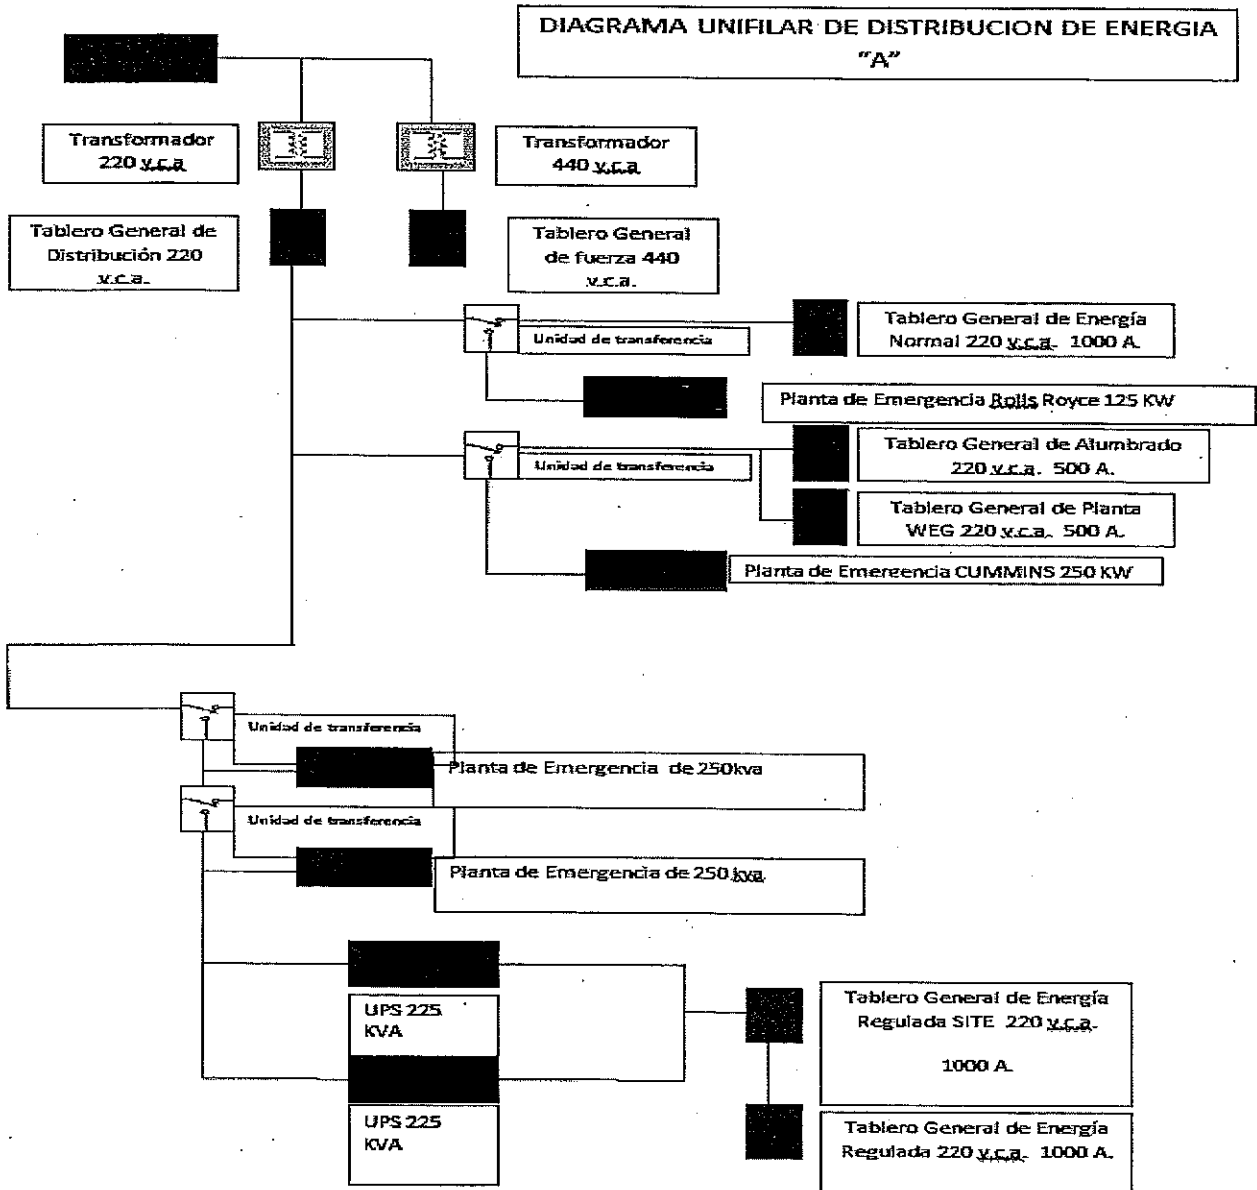 DIAGRAMA UNIFILAR DE DISTRIBUCION DE ENERGIA
"A"
Transformador
220 v.c.a
Transformador
440 v.c.a
Tablero General de
Distribución 220
v.c.a.
Tablero General
de fuerza 440
v.c.a.
Unidad de transferencia
Tablero General de Energía
Normal 220 v.c.a. 1000 A.
Planta de Emergencia Rolls Royce 125 KW
Unidad de transferencia
Tablero General de Alumbrado
220 v.c.a. 500 A.
Tablero General de Planta
WEG 220 v.c.a. 500 A.
Planta de Emergencia CUMMINS 250 KW
Unidad de transferencia
Planta de Emergencia de 250kva
Unidad de transferencia
Planta de Emergencia de 250 kva
UPS 225
KVA
UPS 225
KVA
Tablero General de Energía
Regulada SITE 220 v.c.a.
1000 A.
Tablero General de Energía
Regulada 220 v.c.a. 1000 A.